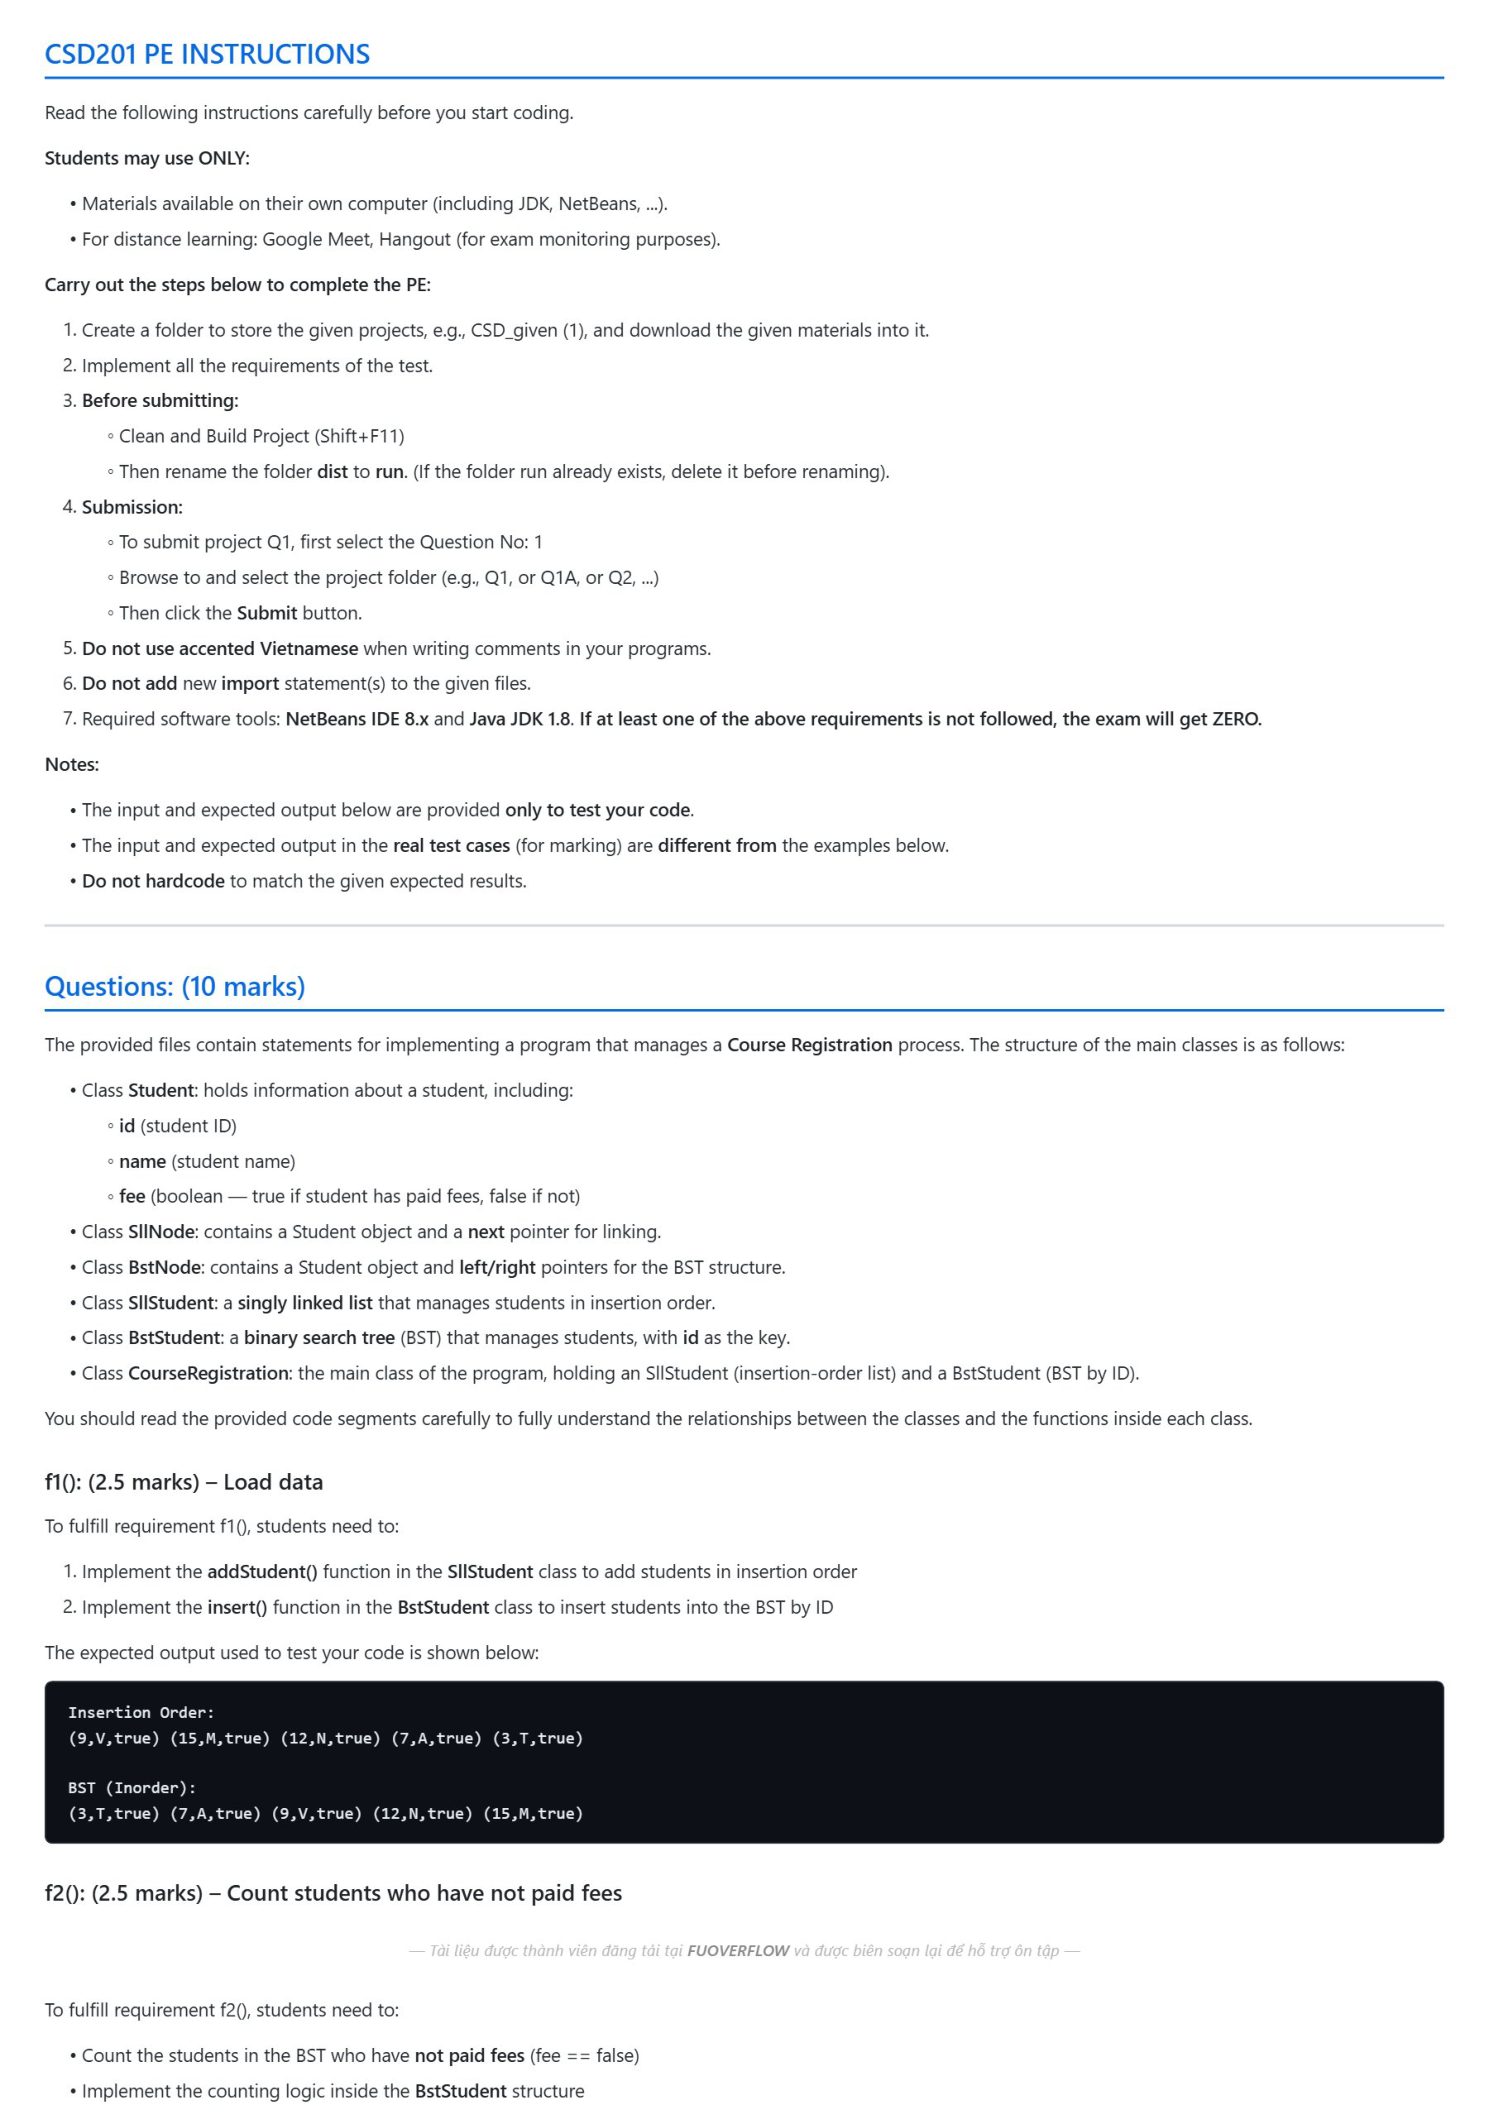 CSD201 PE INSTRUCTIONS
Read the following instructions carefully before you start coding.
Students may use ONLY:
• Materials available on their own computer (including JDK, NetBeans, ...).
• For distance learning: Google Meet, Hangout (for exam monitoring purposes).
Carry out the steps below to complete the PE:
1. Create a folder to store the given projects, e.g., CSD_given (1), and download the given materials into it.
2. Implement all the requirements of the test.
3. Before submitting:
◦ Clean and Build Project (Shift+F11)
◦ Then rename the folder dist to run. (If the folder run already exists, delete it before renaming).
4. Submission:
◦ To submit project Q1, first select the Question No: 1
◦ Browse to and select the project folder (e.g., Q1, or Q1A, or Q2, ...)
◦ Then click the Submit button.
5. Do not use accented Vietnamese when writing comments in your programs.
6. Do not add new import statement(s) to the given files.
7. Required software tools: NetBeans IDE 8.x and Java JDK 1.8. If at least one of the above requirements is not followed, the exam will get ZERO.
Notes:
• The input and expected output below are provided only to test your code.
• The input and expected output in the real test cases (for marking) are different from the examples below.
• Do not hardcode to match the given expected results.
Questions: (10 marks)
The provided files contain statements for implementing a program that manages a Course Registration process. The structure of the main classes is as follows:
• Class Student: holds information about a student, including:
◦ id (student ID)
◦ name (student name)
◦ fee (boolean — true if student has paid fees, false if not)
• Class SllNode: contains a Student object and a next pointer for linking.
• Class BstNode: contains a Student object and left/right pointers for the BST structure.
• Class SllStudent: a singly linked list that manages students in insertion order.
• Class BstStudent: a binary search tree (BST) that manages students, with id as the key.
• Class CourseRegistration: the main class of the program, holding an SllStudent (insertion-order list) and a BstStudent (BST by ID).
You should read the provided code segments carefully to fully understand the relationships between the classes and the functions inside each class.
f1(): (2.5 marks) – Load data
To fulfill requirement f1(), students need to:
1. Implement the addStudent() function in the SllStudent class to add students in insertion order
2. Implement the insert() function in the BstStudent class to insert students into the BST by ID
The expected output used to test your code is shown below:
Insertion Order:
(9,V,true) (15,M,true) (12,N,true) (7,A,true) (3,T,true)
BST (Inorder):
(3,T,true) (7,A,true) (9,V,true) (12,N,true) (15,M,true)
f2(): (2.5 marks) – Count students who have not paid fees
— Tài liệu được thành viên đăng tải tại FUOVERFLOW và được biên soạn lại để hỗ trợ ôn tập —
To fulfill requirement f2(), students need to:
• Count the students in the BST who have not paid fees (fee == false)
• Implement the counting logic inside the BstStudent structure